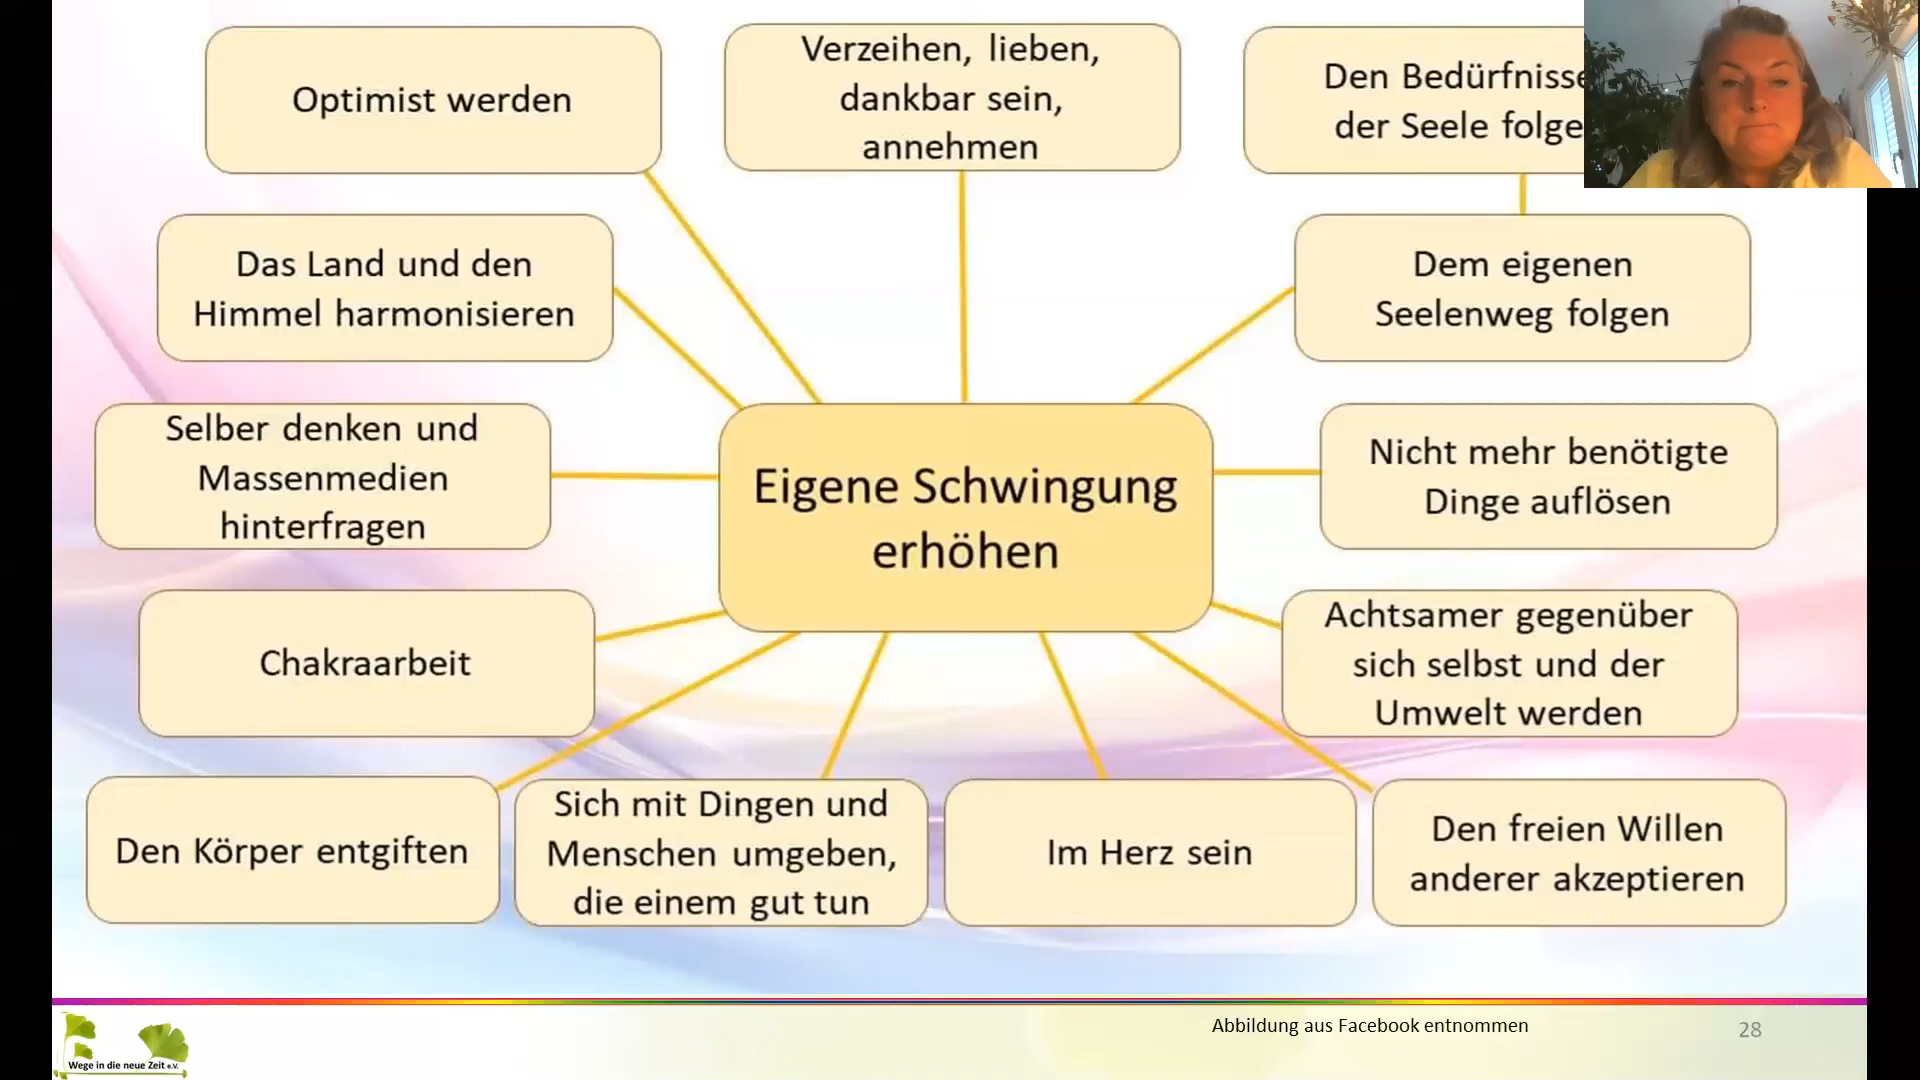 Optimist werden
Verzeihen, lieben,
dankbar sein,
annehmen
Den Bedürfnisse
der Seele folge
Das Land und den
Himmel harmonisieren
Dem eigenen
Seelenweg folgen
Selber denken und
Massenmedien
hinterfragen
Eigene Schwingung
erhöhen
Nicht mehr benötigte
Dinge auflösen
Chakraarbeit
Achtsamer gegenüber
sich selbst und der
Umwelt werden
Den Körper entgiften
Sich mit Dingen und
Menschen umgeben,
die einem gut tun
Im Herz sein
Den freien Willen
anderer akzeptieren
Abbildung aus Facebook entnommen
28
Wege in die neue Zeit e.V.